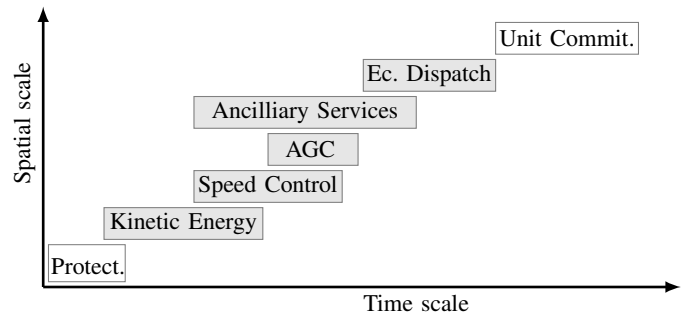 Unit Commit.
Ec. Dispatch
Ancilliary Services
AGC
Speed Control
Kinetic Energy
Protect.
Spatial scale
Time scale